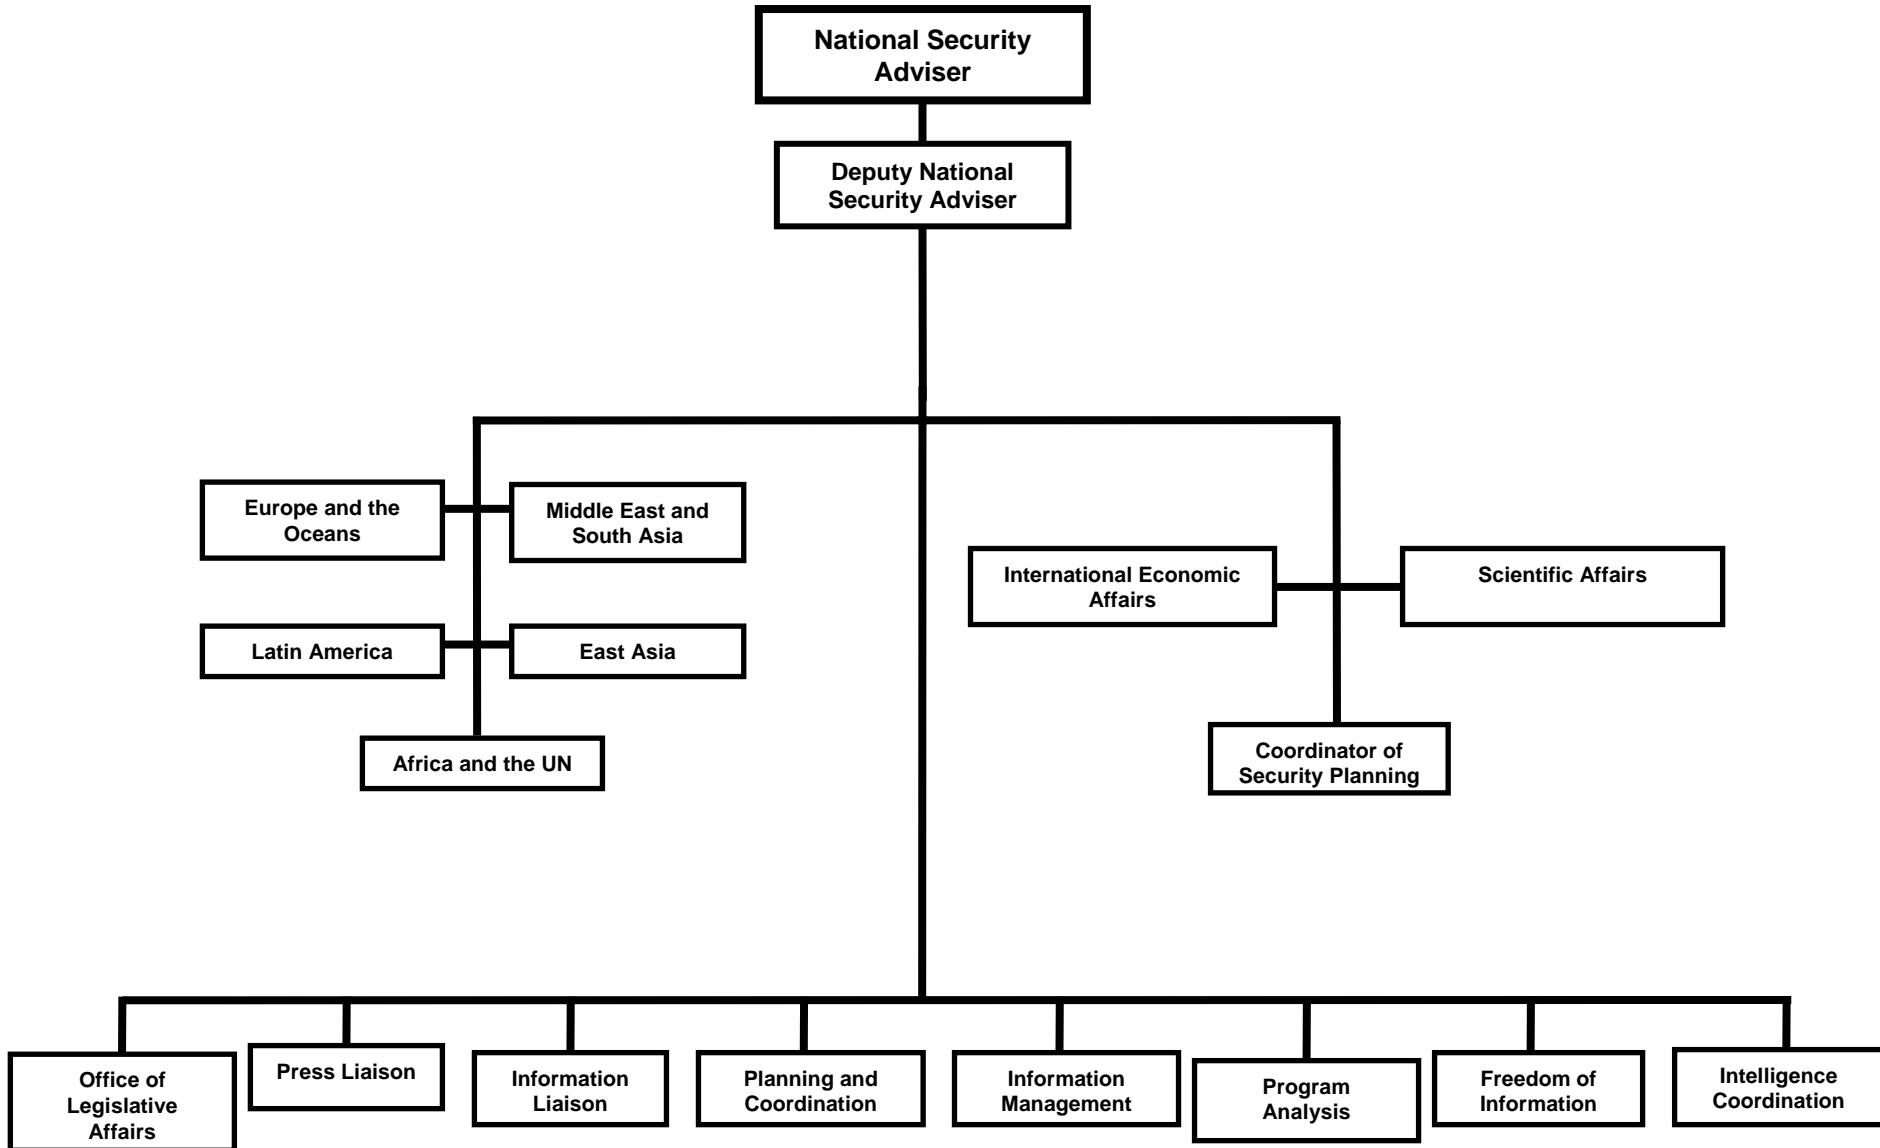 National Security
Adviser
Deputy National
Security Adviser
Europe and the
Oceans
Middle East and
South Asia
International Economic
Affairs
Scientific Affairs
Latin America
East Asia
Africa and the UN
Coordinator of
Security Planning
Office of
Legislative
Affairs
Press Liaison
Information
Liaison
Planning and
Coordination
Information
Management
Program
Analysis
Freedom of
Information
Intelligence
Coordination